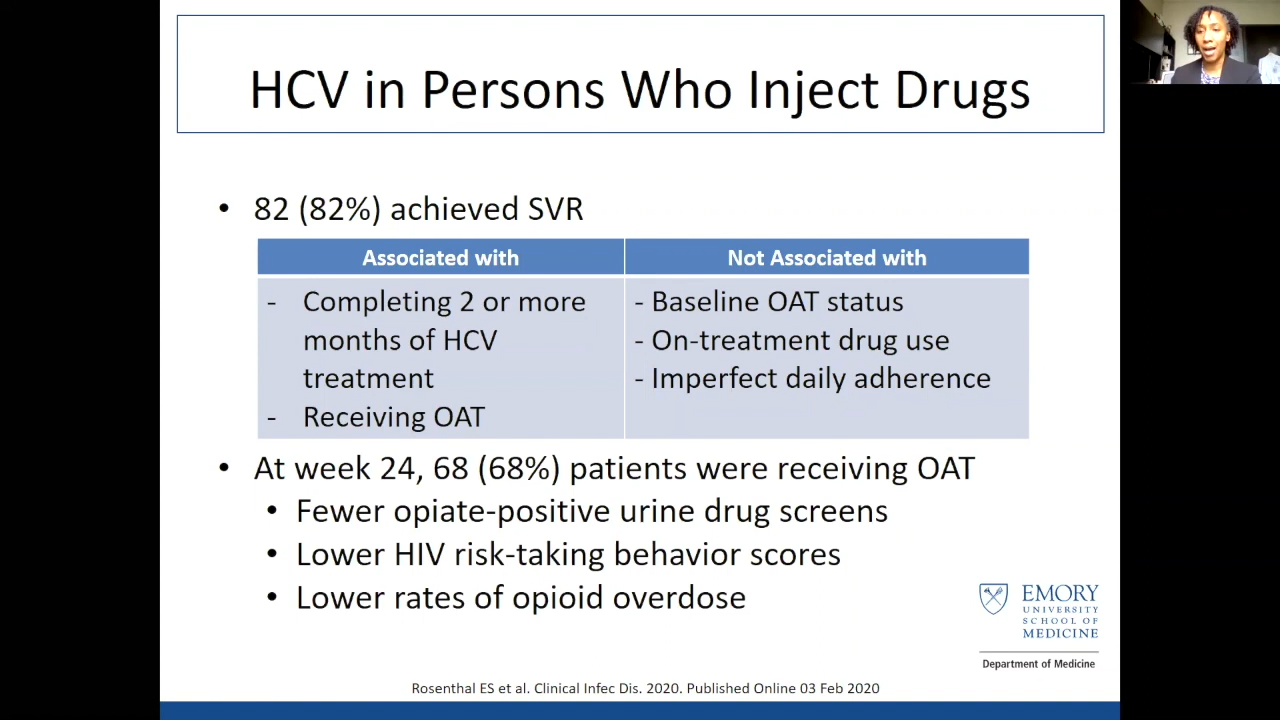 HCV in Persons Who Inject Drugs
• 82 (82%) achieved SVR
Associated with
Not Associated with
- Completing 2 or more
months of HCV
treatment
- Receiving OAT
- Baseline OAT status
- On-treatment drug use
- Imperfect daily adherence
• At week 24, 68 (68%) patients were receiving OAT
• Fewer opiate-positive urine drug screens
• Lower HIV risk-taking behavior scores
• Lower rates of opioid overdose
EMORY
UNIVERSITY
SCHOOL OF
MEDICINE
Department of Medicine
Rosenthal ES et al. Clinical Infec Dis. 2020. Published Online 03 Feb 2020